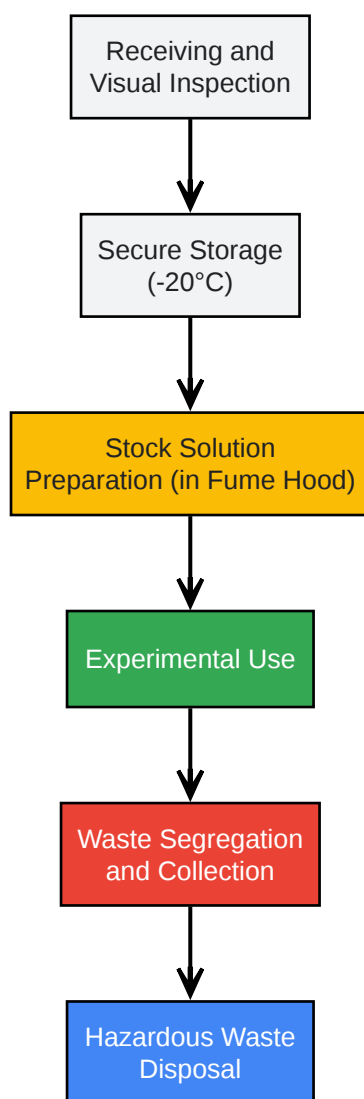 Receiving and
Visual Inspection
Secure Storage
(-20°C)
Stock Solution
Preparation (in Fume Hood)
Experimental Use
Waste Segregation
and Collection
Hazardous Waste
Disposal